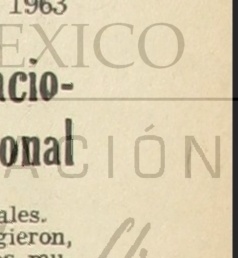 1963
EXICO
acio-
ACIÓN
onal
ales.
gieron,